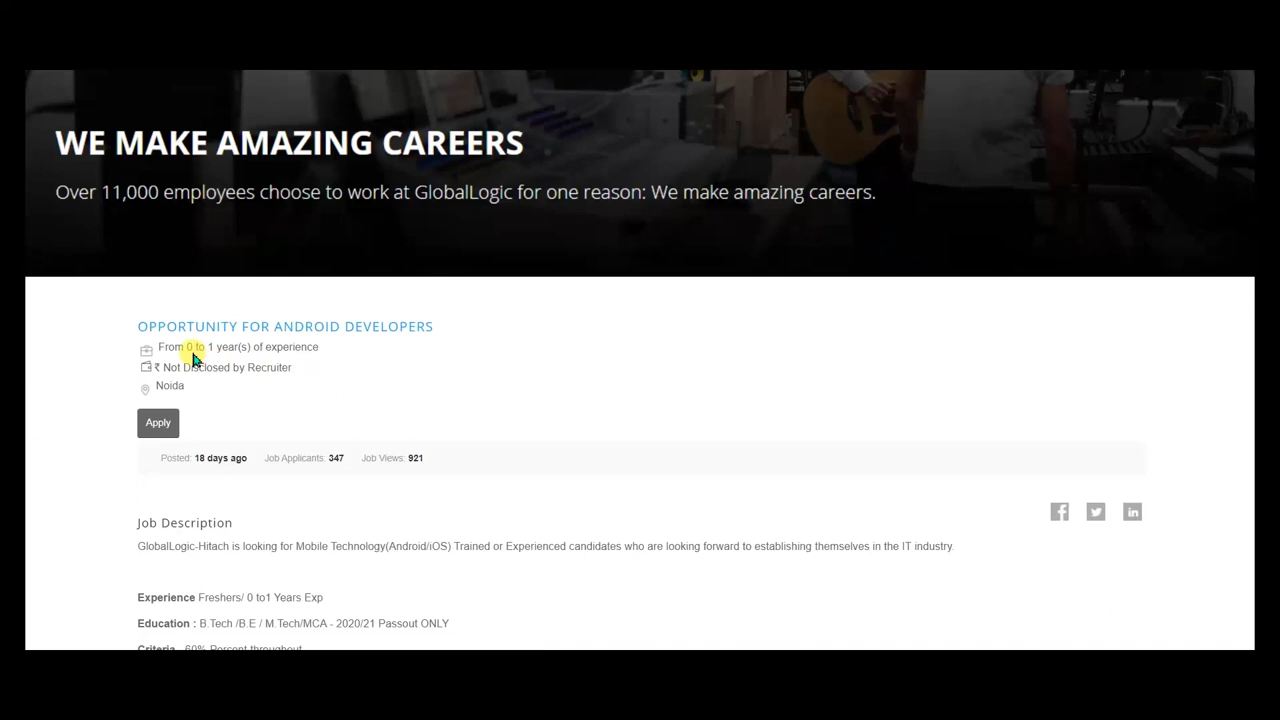 WE MAKE AMAZING CAREERS
Over 11,000 employees choose to work at GlobalLogic for one reason: We make amazing careers.
OPPORTUNITY FOR ANDROID DEVELOPERS
From 0 to 1 year(s) of experience
₹ Not Disclosed by Recruiter
Noida
Apply
Posted: 18 days ago Job Applicants: 347 Job Views: 921
Job Description
GlobalLogic-Hitach is looking for Mobile Technology(Android/iOS) Trained or Experienced candidates who are looking forward to establishing themselves in the IT industry.
Experience Freshers/ 0 to1 Years Exp
Education : B.Tech /B.E / M.Tech/MCA - 2020/21 Passout ONLY
Criteria - 60% Percent throughout